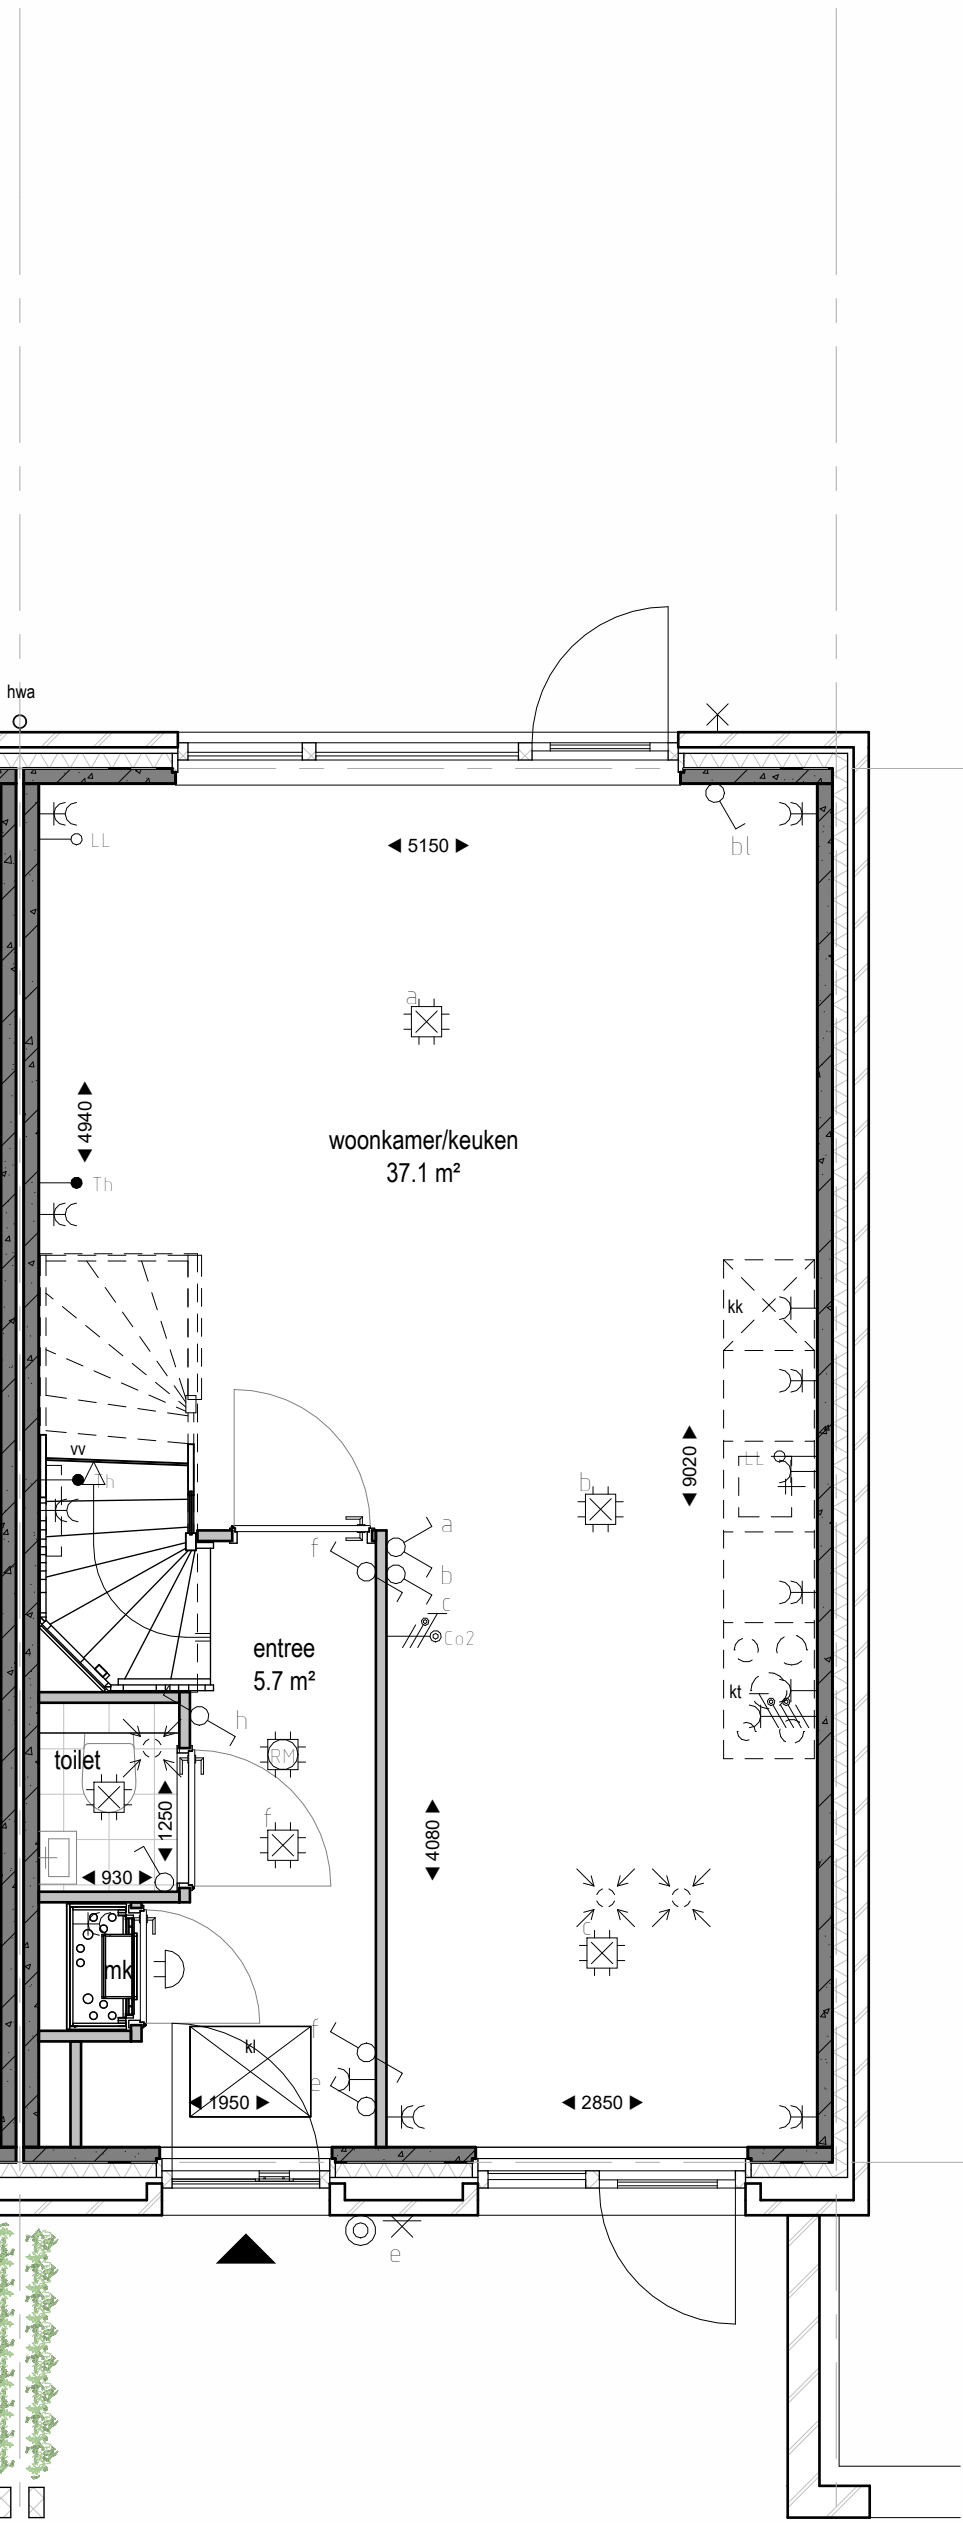 hwa
LL
5150
bl
a
4940
woonkamer/keuken
37.1 m²
Th
kk
vv
Th
LL
9020
b
a
f
b
c
Co2
entree
5.7 m²
kt
h
toilet
RM
1250
f
4080
930
c
mk
f
kl
e
1950
2850
e